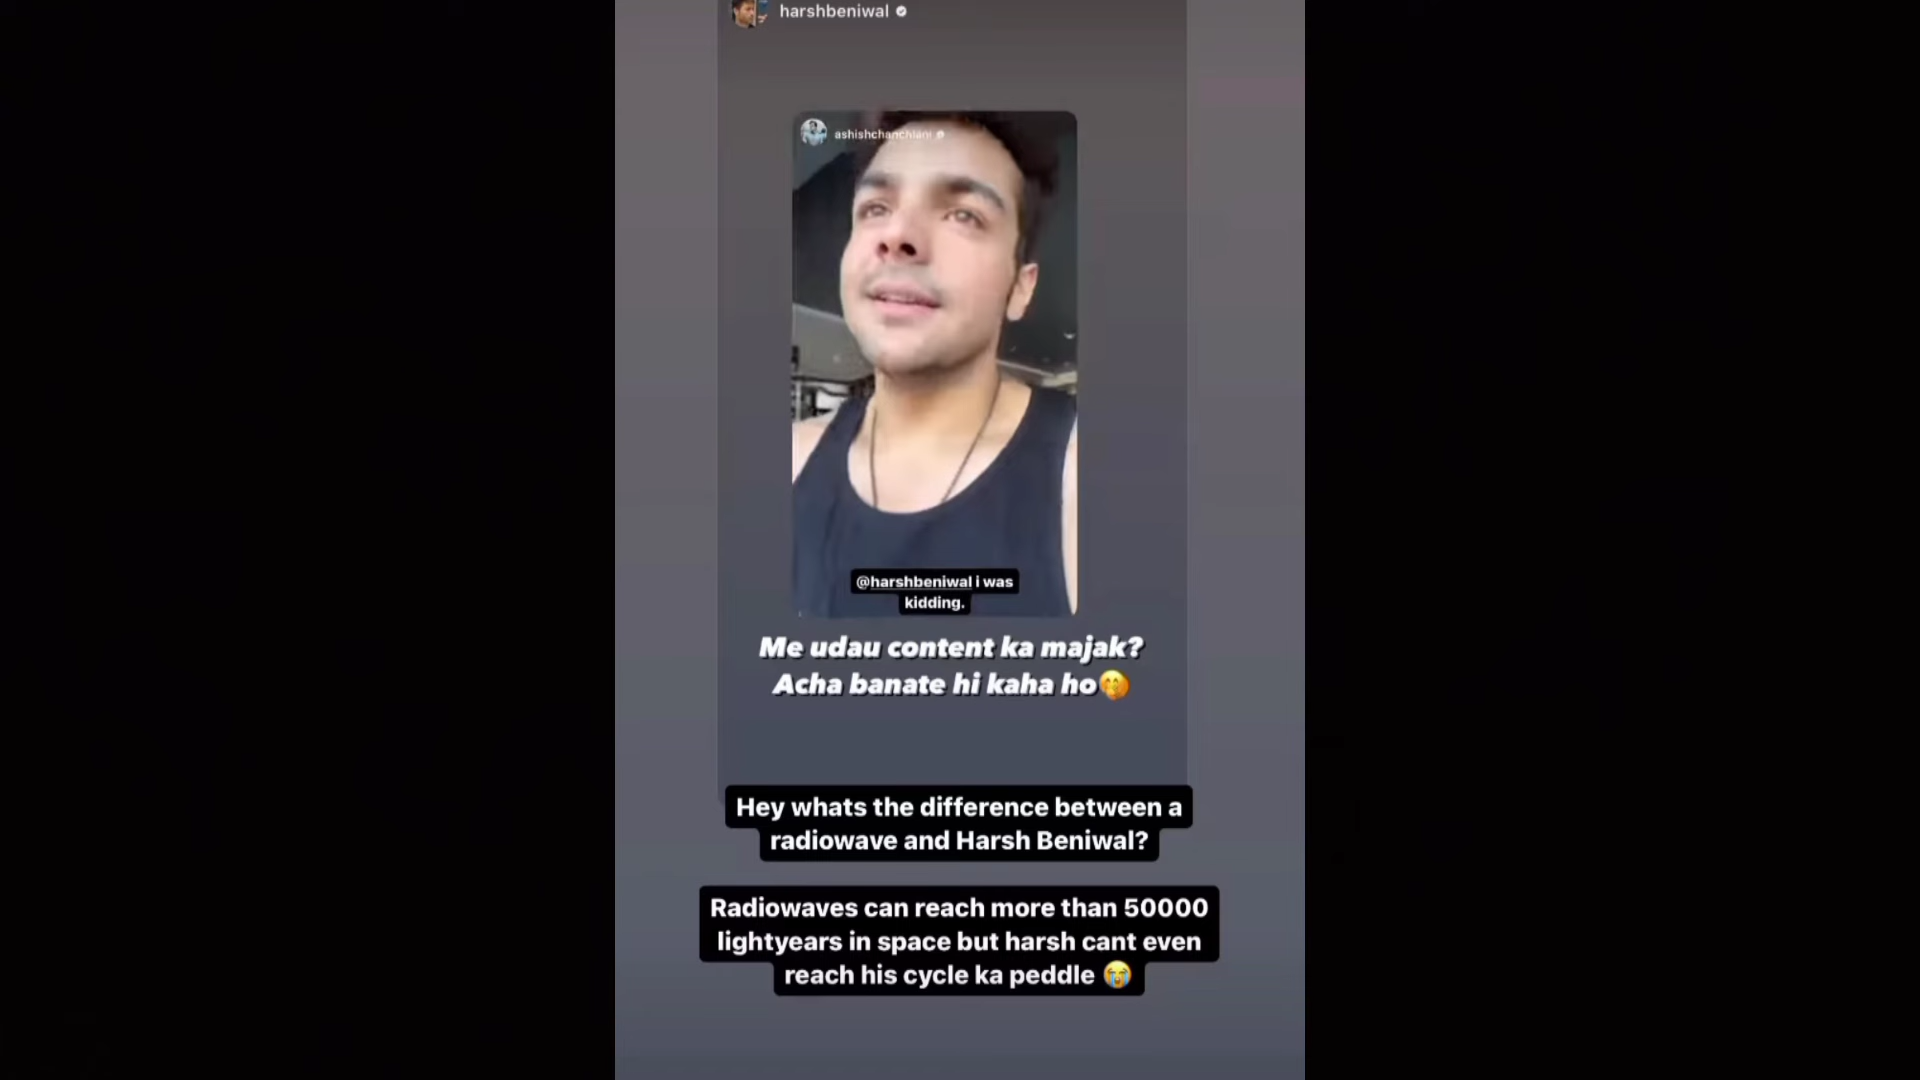 harshbeniwal
ashishchanchlani
@harshbeniwal i was
kidding.
Me udau content ka majak?
Acha banate hi kaha ho🤭
Hey whats the difference between a
radiowave and Harsh Beniwal?
Radiowaves can reach more than 50000
lightyears in space but harsh cant even
reach his cycle ka peddle 😭